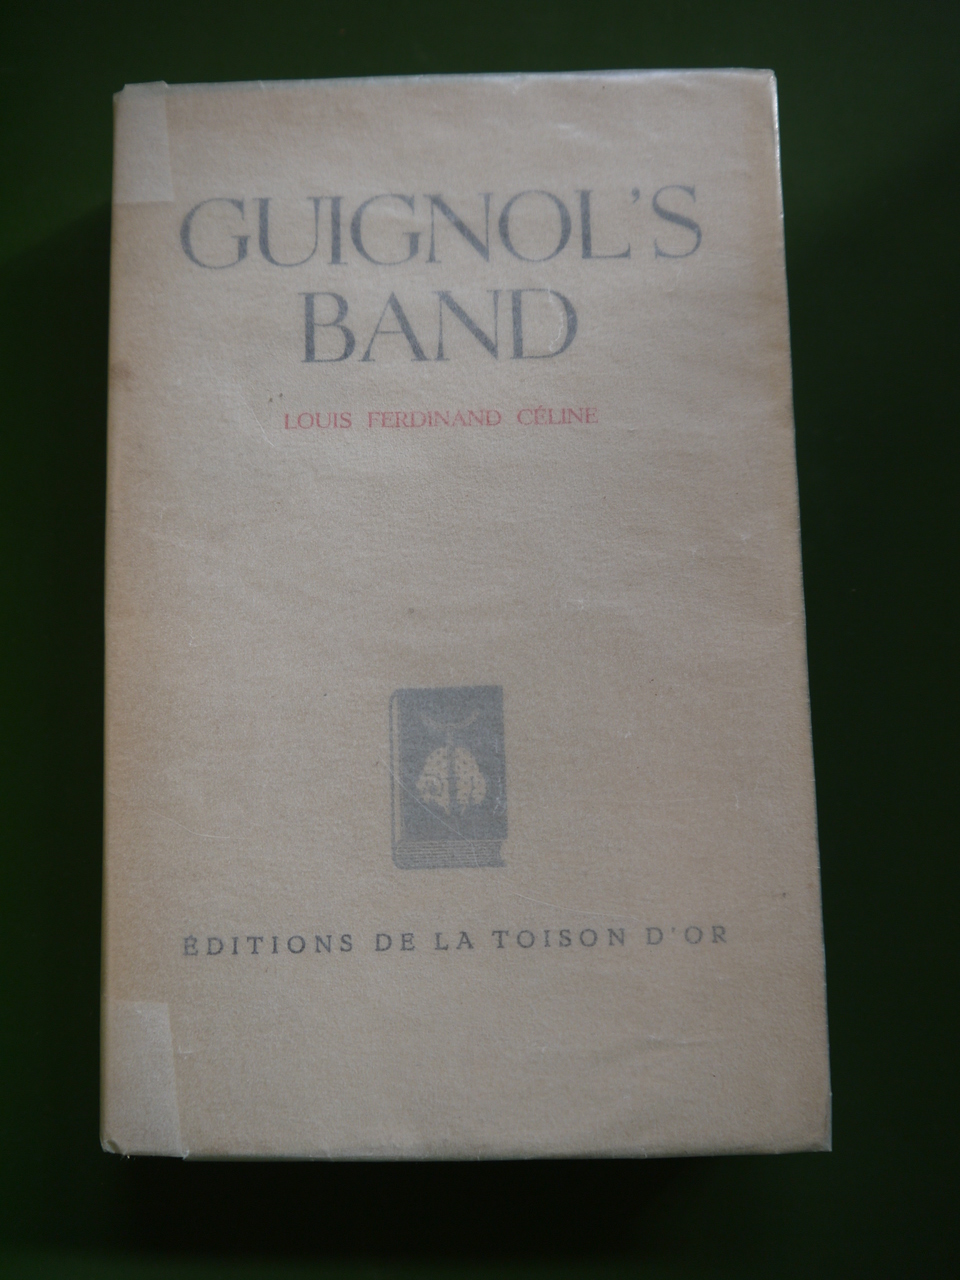 GUIGNOL'S
BAND
LOUIS FERDINAND CÉLINE
ÉDITIONS DE LA TOISON D'OR